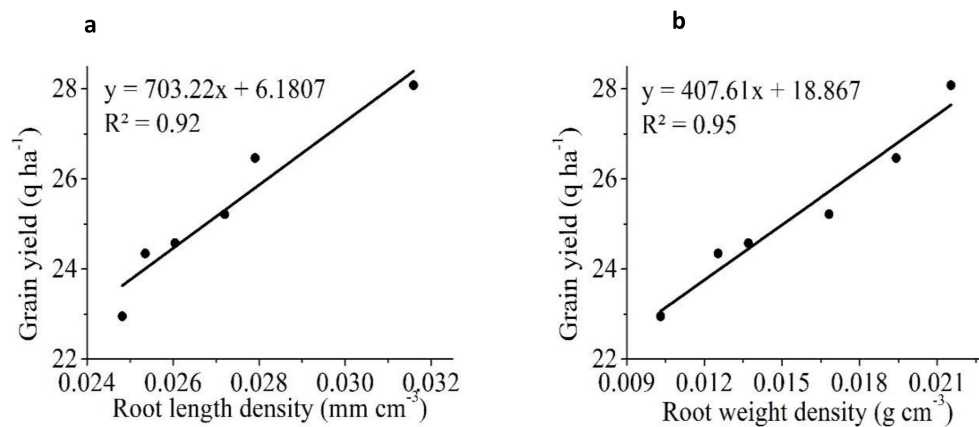 a
y = 703.22x + 6.1807
R² = 0.92
28
26
24
22
Grain yield (q ha⁻¹)
0.024 0.026 0.028 0.030 0.032
Root length density (mm cm⁻³)
b
y = 407.61x + 18.867
R² = 0.95
28
26
24
22
Grain yield (q ha⁻¹)
0.009 0.012 0.015 0.018 0.021
Root weight density (g cm⁻³)